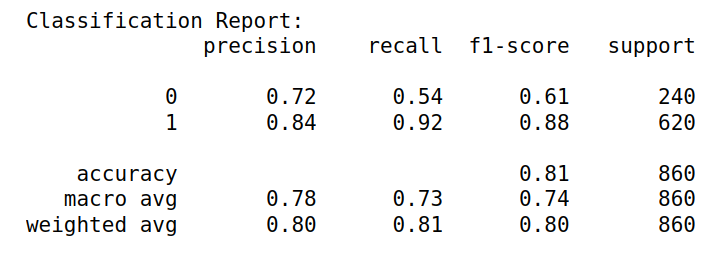 Classification Report:
precision recall f1-score support
0 0.72 0.54 0.61 240
1 0.84 0.92 0.88 620
accuracy 0.81 860
macro avg 0.78 0.73 0.74 860
weighted avg 0.80 0.81 0.80 860